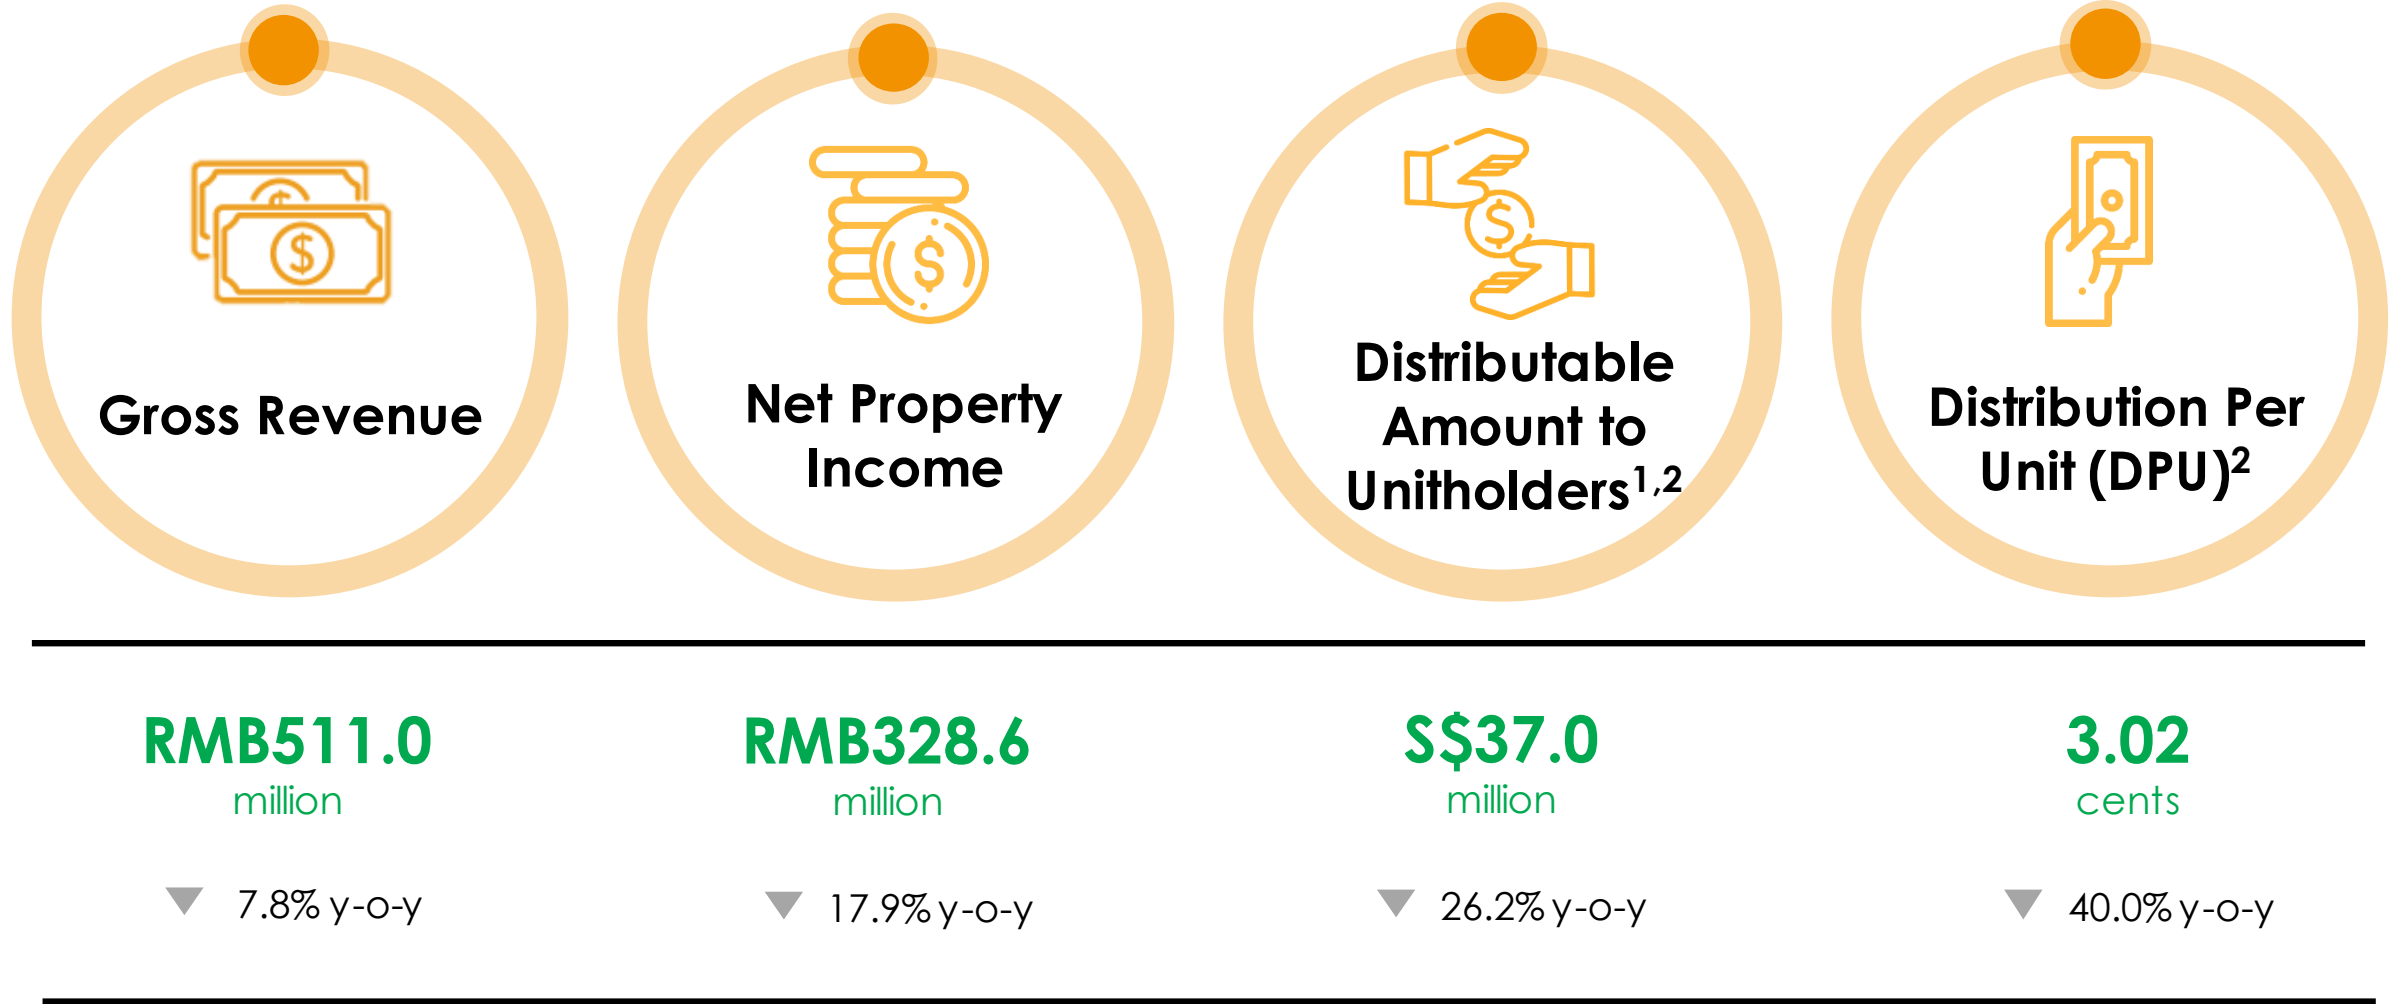 Gross Revenue
Net Property
Income
Distributable
Amount to
Unitholders1,2
Distribution Per
Unit (DPU)2
RMB511.0
million
7.8% y-o-y
RMB328.6
million
17.9% y-o-y
S$37.0
million
26.2% y-o-y
3.02
cents
40.0% y-o-y